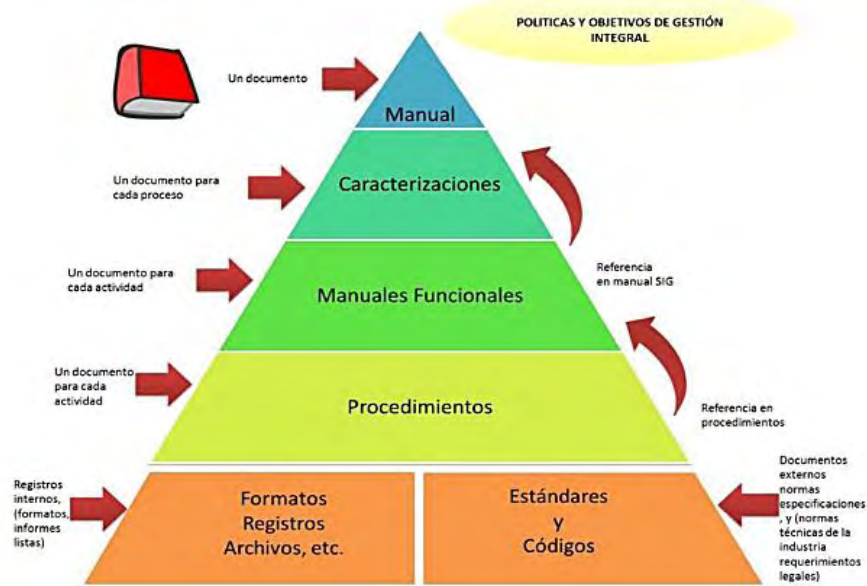 POLITICAS Y OBJETIVOS DE GESTIÓN
INTEGRAL
Un documento
Manual
Un documento para
cada proceso
Caracterizaciones
Un documento para
cada actividad
Manuales Funcionales
Referencia
en manual SIG
Un documento
para cada
actividad
Procedimientos
Referencia en
procedimientos
Registros
internos,
(formatos,
informes
listas)
Formatos
Registros
Archivos, etc.
Estándares
y
Códigos
Documentos
externos
normas
especificaciones
, y (normas
técnicas de la
industria
requerimientos
legales)